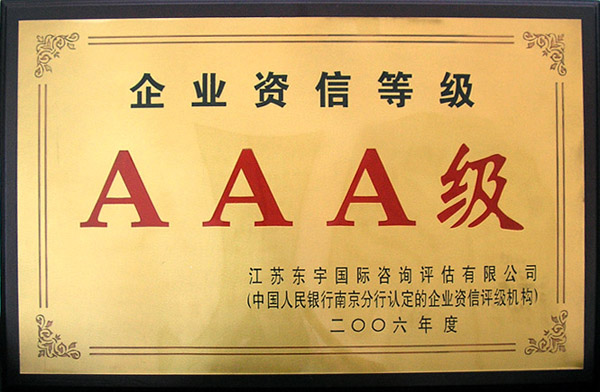 企业资信等级
AAA级
江苏东宇国际咨询评估有限公司
(中国人民银行南京分行认定的企业资信评级机构)
二〇〇六年度